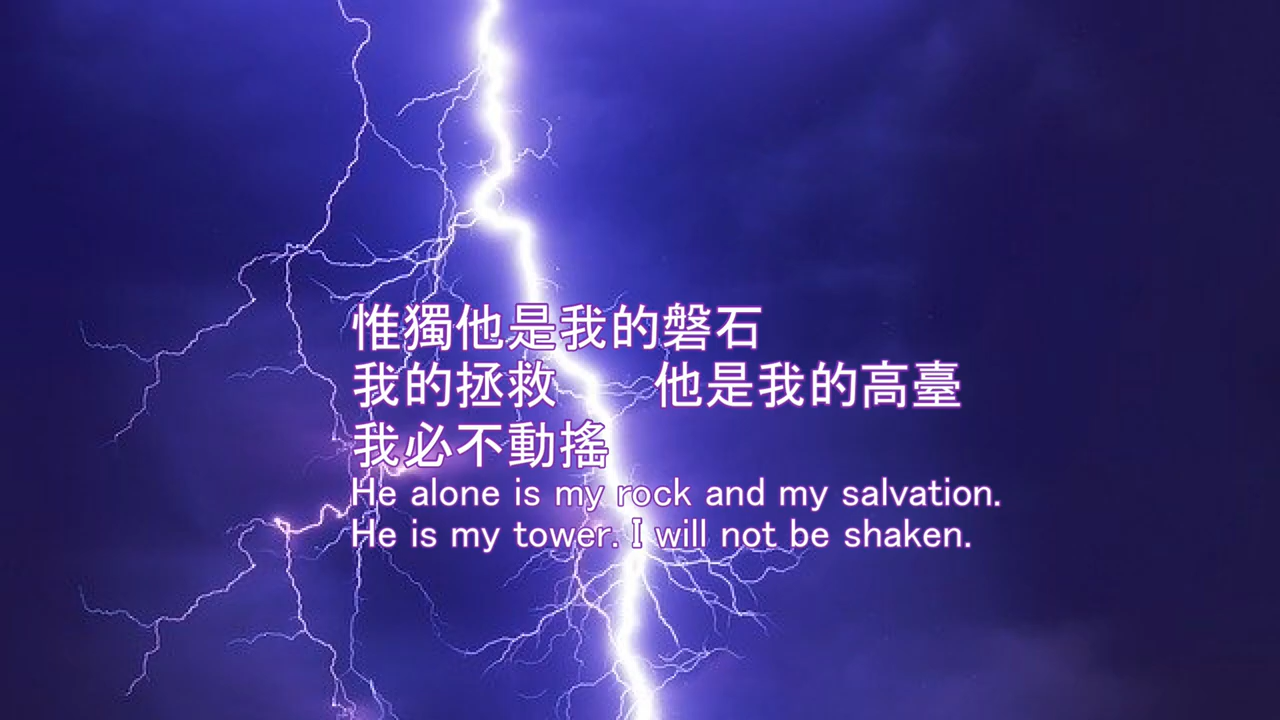 惟獨他是我的磐石
我的拯救　　他是我的高臺
我必不動搖
He alone is my rock and my salvation.
He is my tower. I will not be shaken.